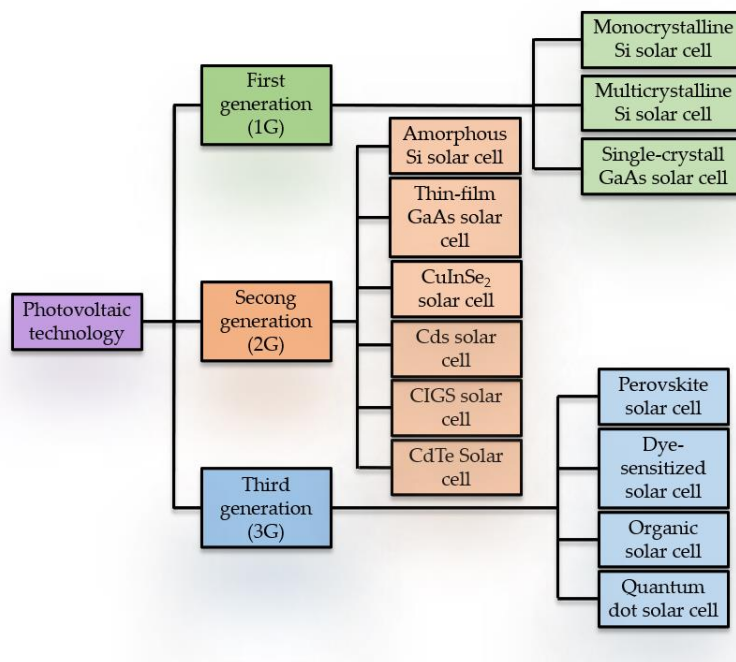 Photovoltaic
technology
First
generation
(1G)
Monocrystalline
Si solar cell
Multicrystalline
Si solar cell
Single-crystall
GaAs solar cell
Secong
generation
(2G)
Amorphous
Si solar cell
Thin-film
GaAs solar
cell
CuInSe₂
solar cell
Cds solar
cell
CIGS solar
cell
CdTe Solar
cell
Third
generation
(3G)
Perovskite
solar cell
Dye-
sensitized
solar cell
Organic
solar cell
Quantum
dot solar cell